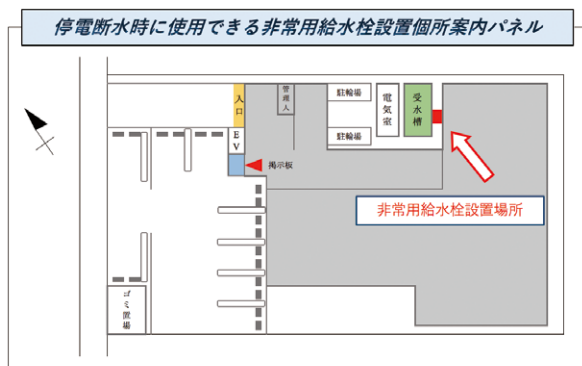 停電断水時に使用できる非常用給水栓設置個所案内パネル
入口
管理人
駐輪場
電気室
受水槽
EV
駐輪場
掲示板
非常用給水栓設置場所
ゴミ置場